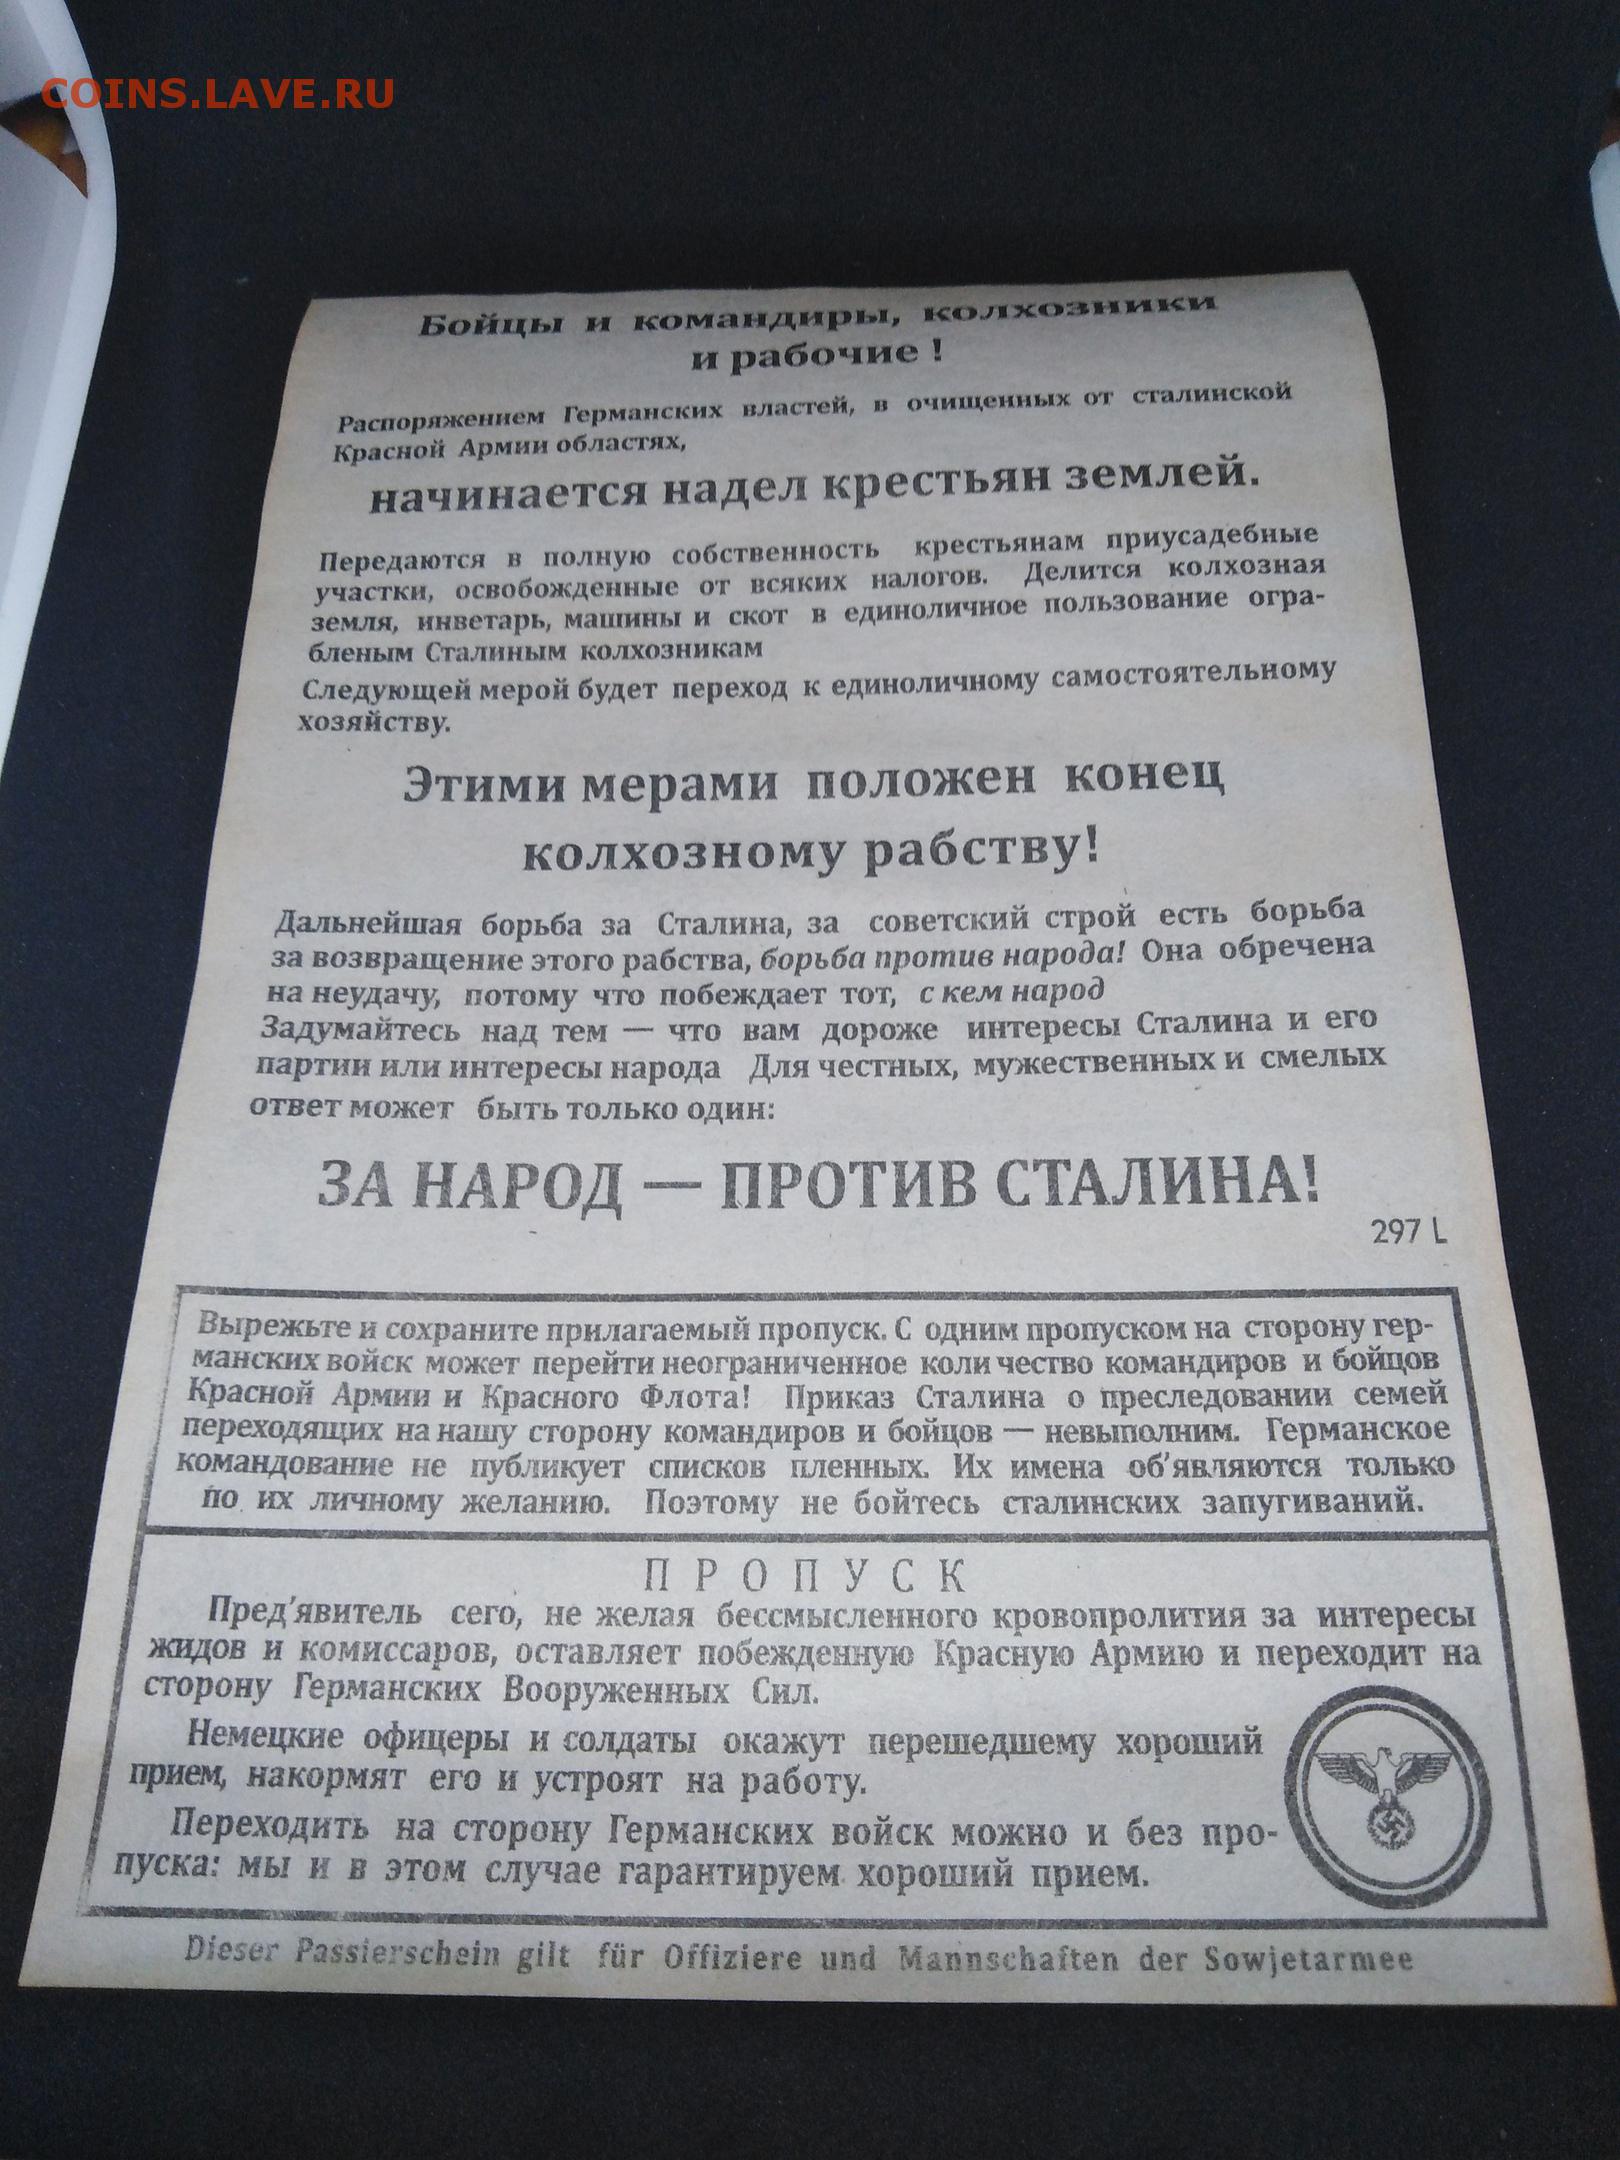 COINS.LAVE.RU
Бойцы и командиры, колхозники
и рабочие !
Распоряжением Германских властей, в очищенных от сталинской
Красной Армии областях,
начинается надел крестьян землей.
Передаются в полную собственность крестьянам приусадебные
участки, освобожденные от всяких налогов. Делится колхозная
земля, инветарь, машины и скот в единоличное пользование огра-
бленым Сталиным колхозникам
Следующей мерой будет переход к единоличному самостоятельному
хозяйству.
Этими мерами положен конец
колхозному рабству!
Дальнейшая борьба за Сталина, за советский строй есть борьба
за возвращение этого рабства, борьба против народа! Она обречена
на неудачу, потому что побеждает тот, с кем народ
Задумайтесь над тем — что вам дороже интересы Сталина и его
партии или интересы народа Для честных, мужественных и смелых
ответ может быть только один:
ЗА НАРОД — ПРОТИВ СТАЛИНА!
297 L
Вырежьте и сохраните прилагаемый пропуск. С одним пропуском на сторону гер-
манских войск может перейти неограниченное коли чество командиров и бойцов
Красной Армии и Красного Флота! Приказ Сталина о преследовании семей
переходящих на нашу сторону командиров и бойцов — невыполним. Германское
командование не публикует списков пленных. Их имена об'являются только
по их личному желанию. Поэтому не бойтесь сталинских запугиваний.
ПРОПУСК
Пред'явитель сего, не желая бессмысленного кровопролития за интересы
жидов и комиссаров, оставляет побежденную Красную Армию и переходит на
сторону Германских Вооруженных Сил.
Немецкие офицеры и солдаты окажут перешедшему хороший
прием, накормят его и устроят на работу.
Переходить на сторону Германских войск можно и без про-
пуска: мы и в этом случае гарантируем хороший прием.
Dieser Passierschein gilt für Offiziere und Mannschaften der Sowjetarmee